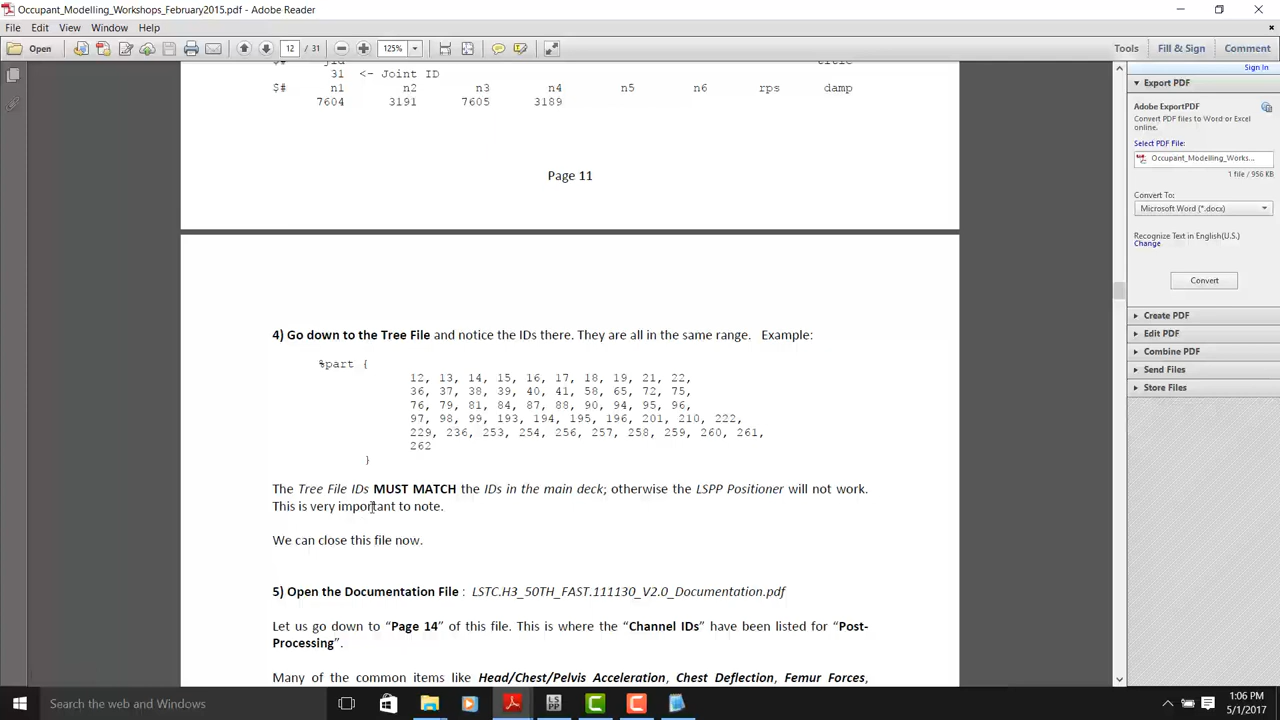 Occupant_Modelling_Workshops_February2015.pdf - Adobe Reader
File Edit View Window Help
Open 12 / 31 125% Tools Fill & Sign Comment
Sign In
$# jid title
31 <- Joint ID
$# n1 n2 n3 n4 n5 n6 rps damp
7604 3191 7605 3189
Page 11
4) Go down to the Tree File and notice the IDs there. They are all in the same range. Example:
%part {
12, 13, 14, 15, 16, 17, 18, 19, 21, 22,
36, 37, 38, 39, 40, 41, 58, 65, 72, 75,
76, 79, 81, 84, 87, 88, 90, 94, 95, 96,
97, 98, 99, 193, 194, 195, 196, 201, 210, 222,
229, 236, 253, 254, 256, 257, 258, 259, 260, 261,
262
}
The Tree File IDs MUST MATCH the IDs in the main deck; otherwise the LSPP Positioner will not work.
This is very important to note.
We can close this file now.
5) Open the Documentation File : LSTC.H3_50TH_FAST.111130_V2.0_Documentation.pdf
Let us go down to “Page 14” of this file. This is where the “Channel IDs” have been listed for “Post-
Processing”.
Many of the common items like Head/Chest/Pelvis Acceleration, Chest Deflection, Femur Forces,
Export PDF
Adobe ExportPDF
Convert PDF files to Word or Excel
online.
Select PDF File:
Occupant_Modelling_Works...
1 file / 956 KB
Convert To:
Microsoft Word (*.docx)
Recognize Text in English(U.S.)
Change
Convert
Create PDF
Edit PDF
Combine PDF
Send Files
Store Files
Search the web and Windows
LS
PP
1:06 PM
5/1/2017